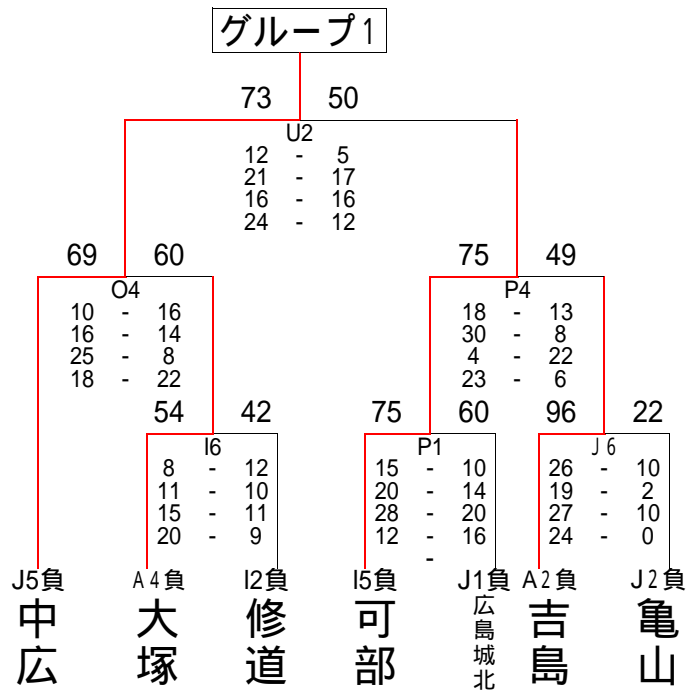 グループ1
73 50
U2
12 - 5
21 - 17
16 - 16
24 - 12
69 60
O4
10 - 16
16 - 14
25 - 8
18 - 22
75 49
P4
18 - 13
30 - 8
4 - 22
23 - 6
54 42
I6
8 - 12
11 - 10
15 - 11
20 - 9
75 60
P1
15 - 10
20 - 14
28 - 20
12 - 16
-
96 22
J6
26 - 10
19 - 2
27 - 10
24 - 0
J5負
中広
A4負
大塚
I2負
修道
I5負
可部
J1負
広島城北
A2負
吉島
J2負
亀山